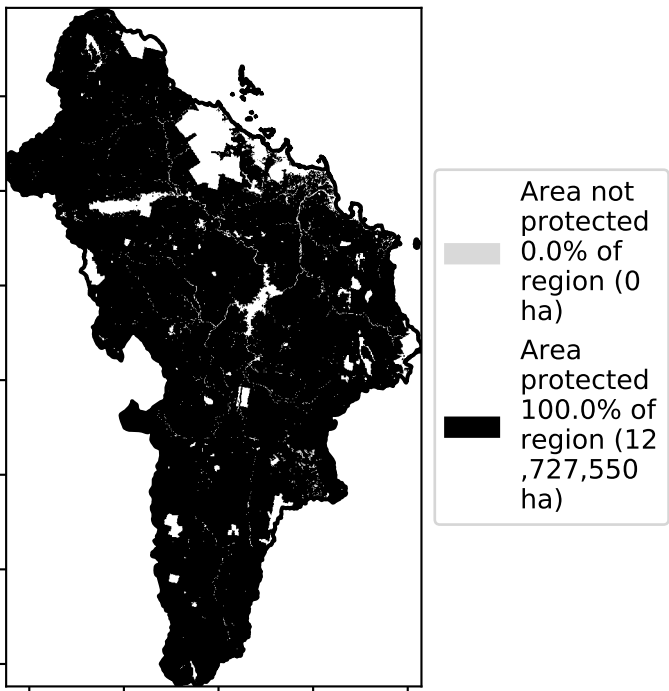 Area not
protected
0.0% of
region (0
ha)
Area
protected
100.0% of
region (12
,727,550
ha)